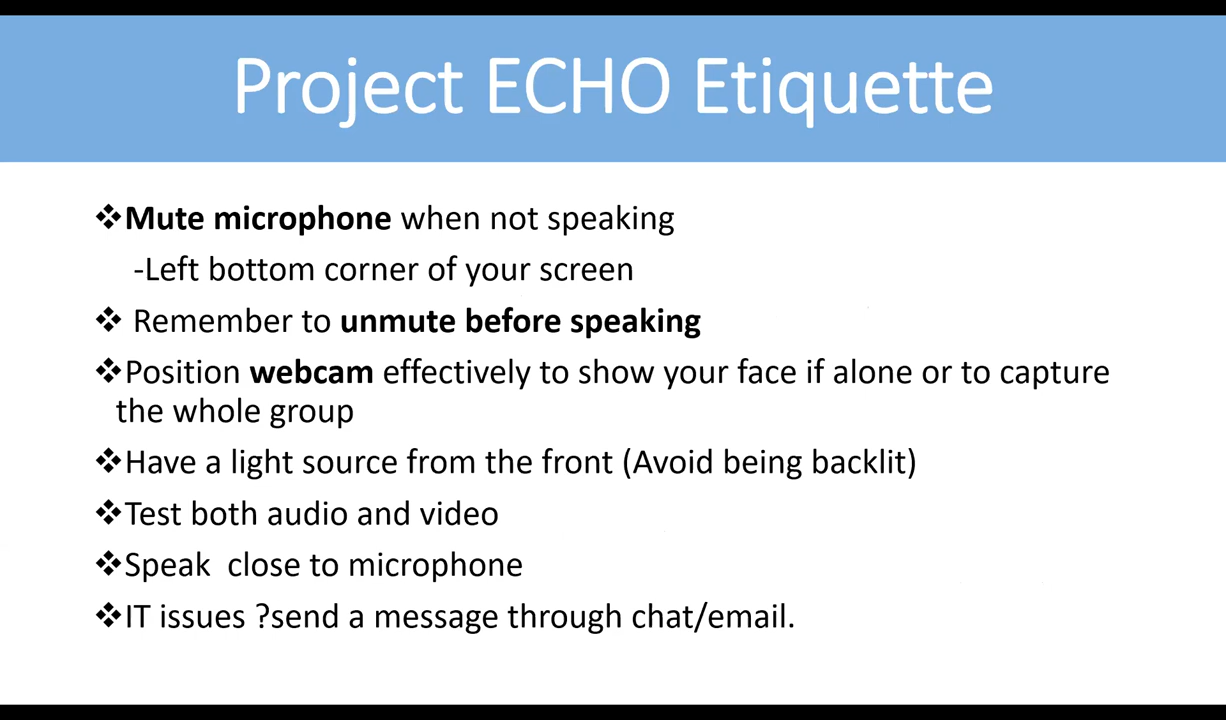 Project ECHO Etiquette
❖Mute microphone when not speaking
-Left bottom corner of your screen
❖ Remember to unmute before speaking
❖Position webcam effectively to show your face if alone or to capture
the whole group
❖Have a light source from the front (Avoid being backlit)
❖Test both audio and video
❖Speak  close to microphone
❖IT issues ?send a message through chat/email.